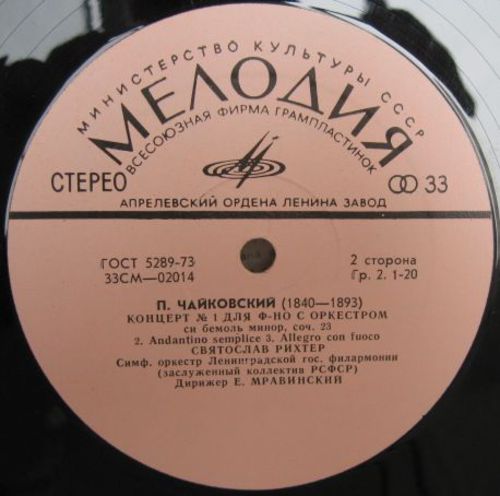 МИНИСТЕРСТВО КУЛЬТУРЫ СССР
МЕЛОДИЯ
ВСЕСОЮЗНАЯ ФИРМА ГРАМПЛАСТИНОК
СТЕРЕО
33
АПРЕЛЕВСКИЙ ОРДЕНА ЛЕНИНА ЗАВОД
ГОСТ 5289-73
33СМ—02014
2 сторона
Гр. 2. 1-20
П. ЧАЙКОВСКИЙ (1840—1893)
КОНЦЕРТ № 1 ДЛЯ Ф-НО С ОРКЕСТРОМ
си бемоль минор, соч. 23
2. Andantino semplice 3. Allegro con fuoco
СВЯТОСЛАВ РИХТЕР
Симф. оркестр Ленинградской гос. филармонии
(заслуженный коллектив РСФСР)
Дирижер Е. МРАВИНСКИЙ